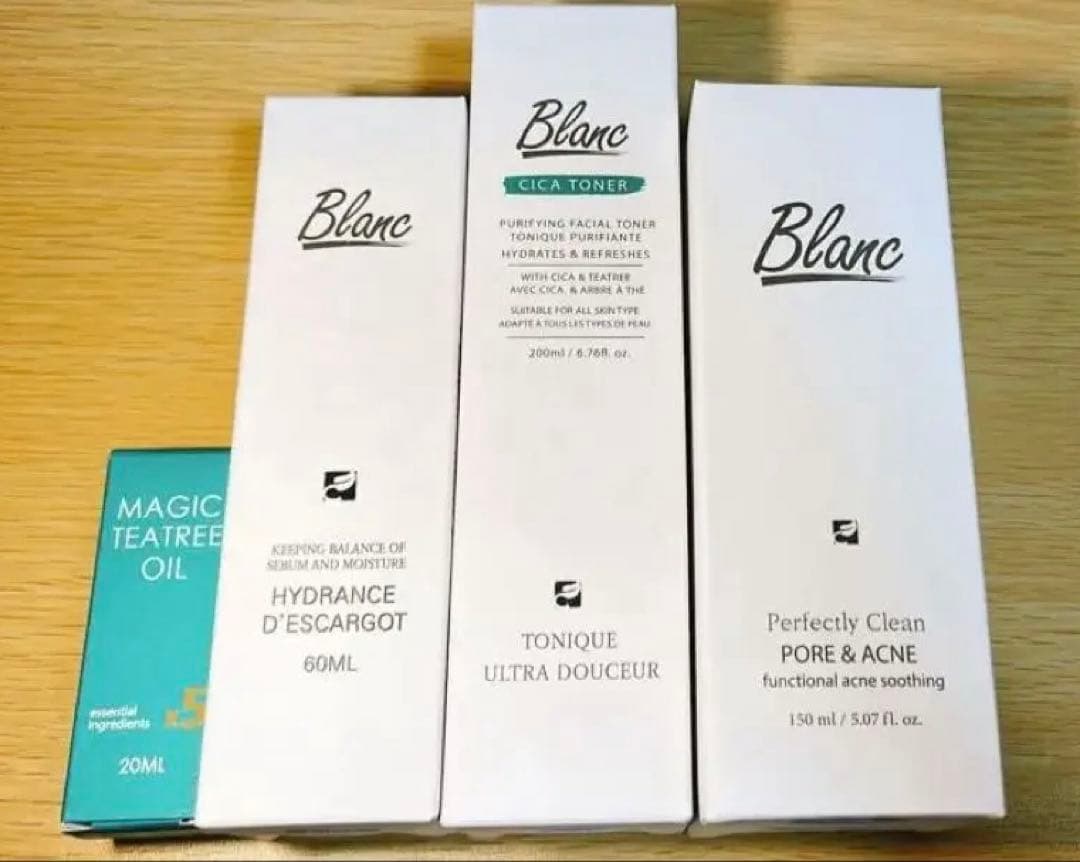 MAGIC
TEATREE
OIL
essential
ingredients
5
20ML
Blanc
KEEPING BALANCE OF
SEBUM AND MOISTURE
HYDRANCE
D'ESCARGOT
60ML
Blanc
CICA TONER
PURIFYING FACIAL TONER
TONIQUE PURIFIANTE
HYDRATES & REFRESHES
WITH CICA & TEATREE
AVEC CICA & ARBRE À THE
SUITABLE FOR ALL SKIN TYPE
ADAPTE À TOUS LES TYPES DE PEAU
200ml / 6.76fl. oz.
TONIQUE
ULTRA DOUCEUR
Blanc
Perfectly Clean
PORE & ACNE
functional acne soothing
150 ml / 5.07 fl. oz.